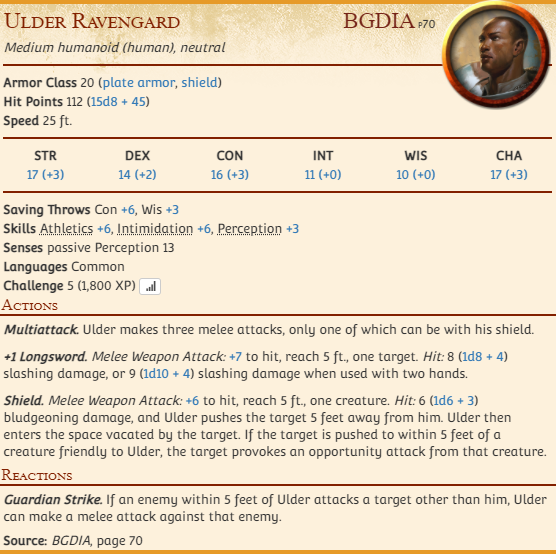 Ulder Ravengard BGDIA p70
Medium humanoid (human), neutral
Armor Class 20 (plate armor, shield)
Hit Points 112 (15d8 + 45)
Speed 25 ft.
STR DEX CON INT WIS CHA
17 (+3) 14 (+2) 16 (+3) 11 (+0) 10 (+0) 17 (+3)
Saving Throws Con +6, Wis +3
Skills Athletics +6, Intimidation +6, Perception +3
Senses passive Perception 13
Languages Common
Challenge 5 (1,800 XP)
Actions
Multiattack. Ulder makes three melee attacks, only one of which can be with his shield.
+1 Longsword. Melee Weapon Attack: +7 to hit, reach 5 ft., one target. Hit: 8 (1d8 + 4)
slashing damage, or 9 (1d10 + 4) slashing damage when used with two hands.
Shield. Melee Weapon Attack: +6 to hit, reach 5 ft., one creature. Hit: 6 (1d6 + 3)
bludgeoning damage, and Ulder pushes the target 5 feet away from him. Ulder then
enters the space vacated by the target. If the target is pushed to within 5 feet of a
creature friendly to Ulder, the target provokes an opportunity attack from that creature.
Reactions
Guardian Strike. If an enemy within 5 feet of Ulder attacks a target other than him, Ulder
can make a melee attack against that enemy.
Source: BGDIA, page 70